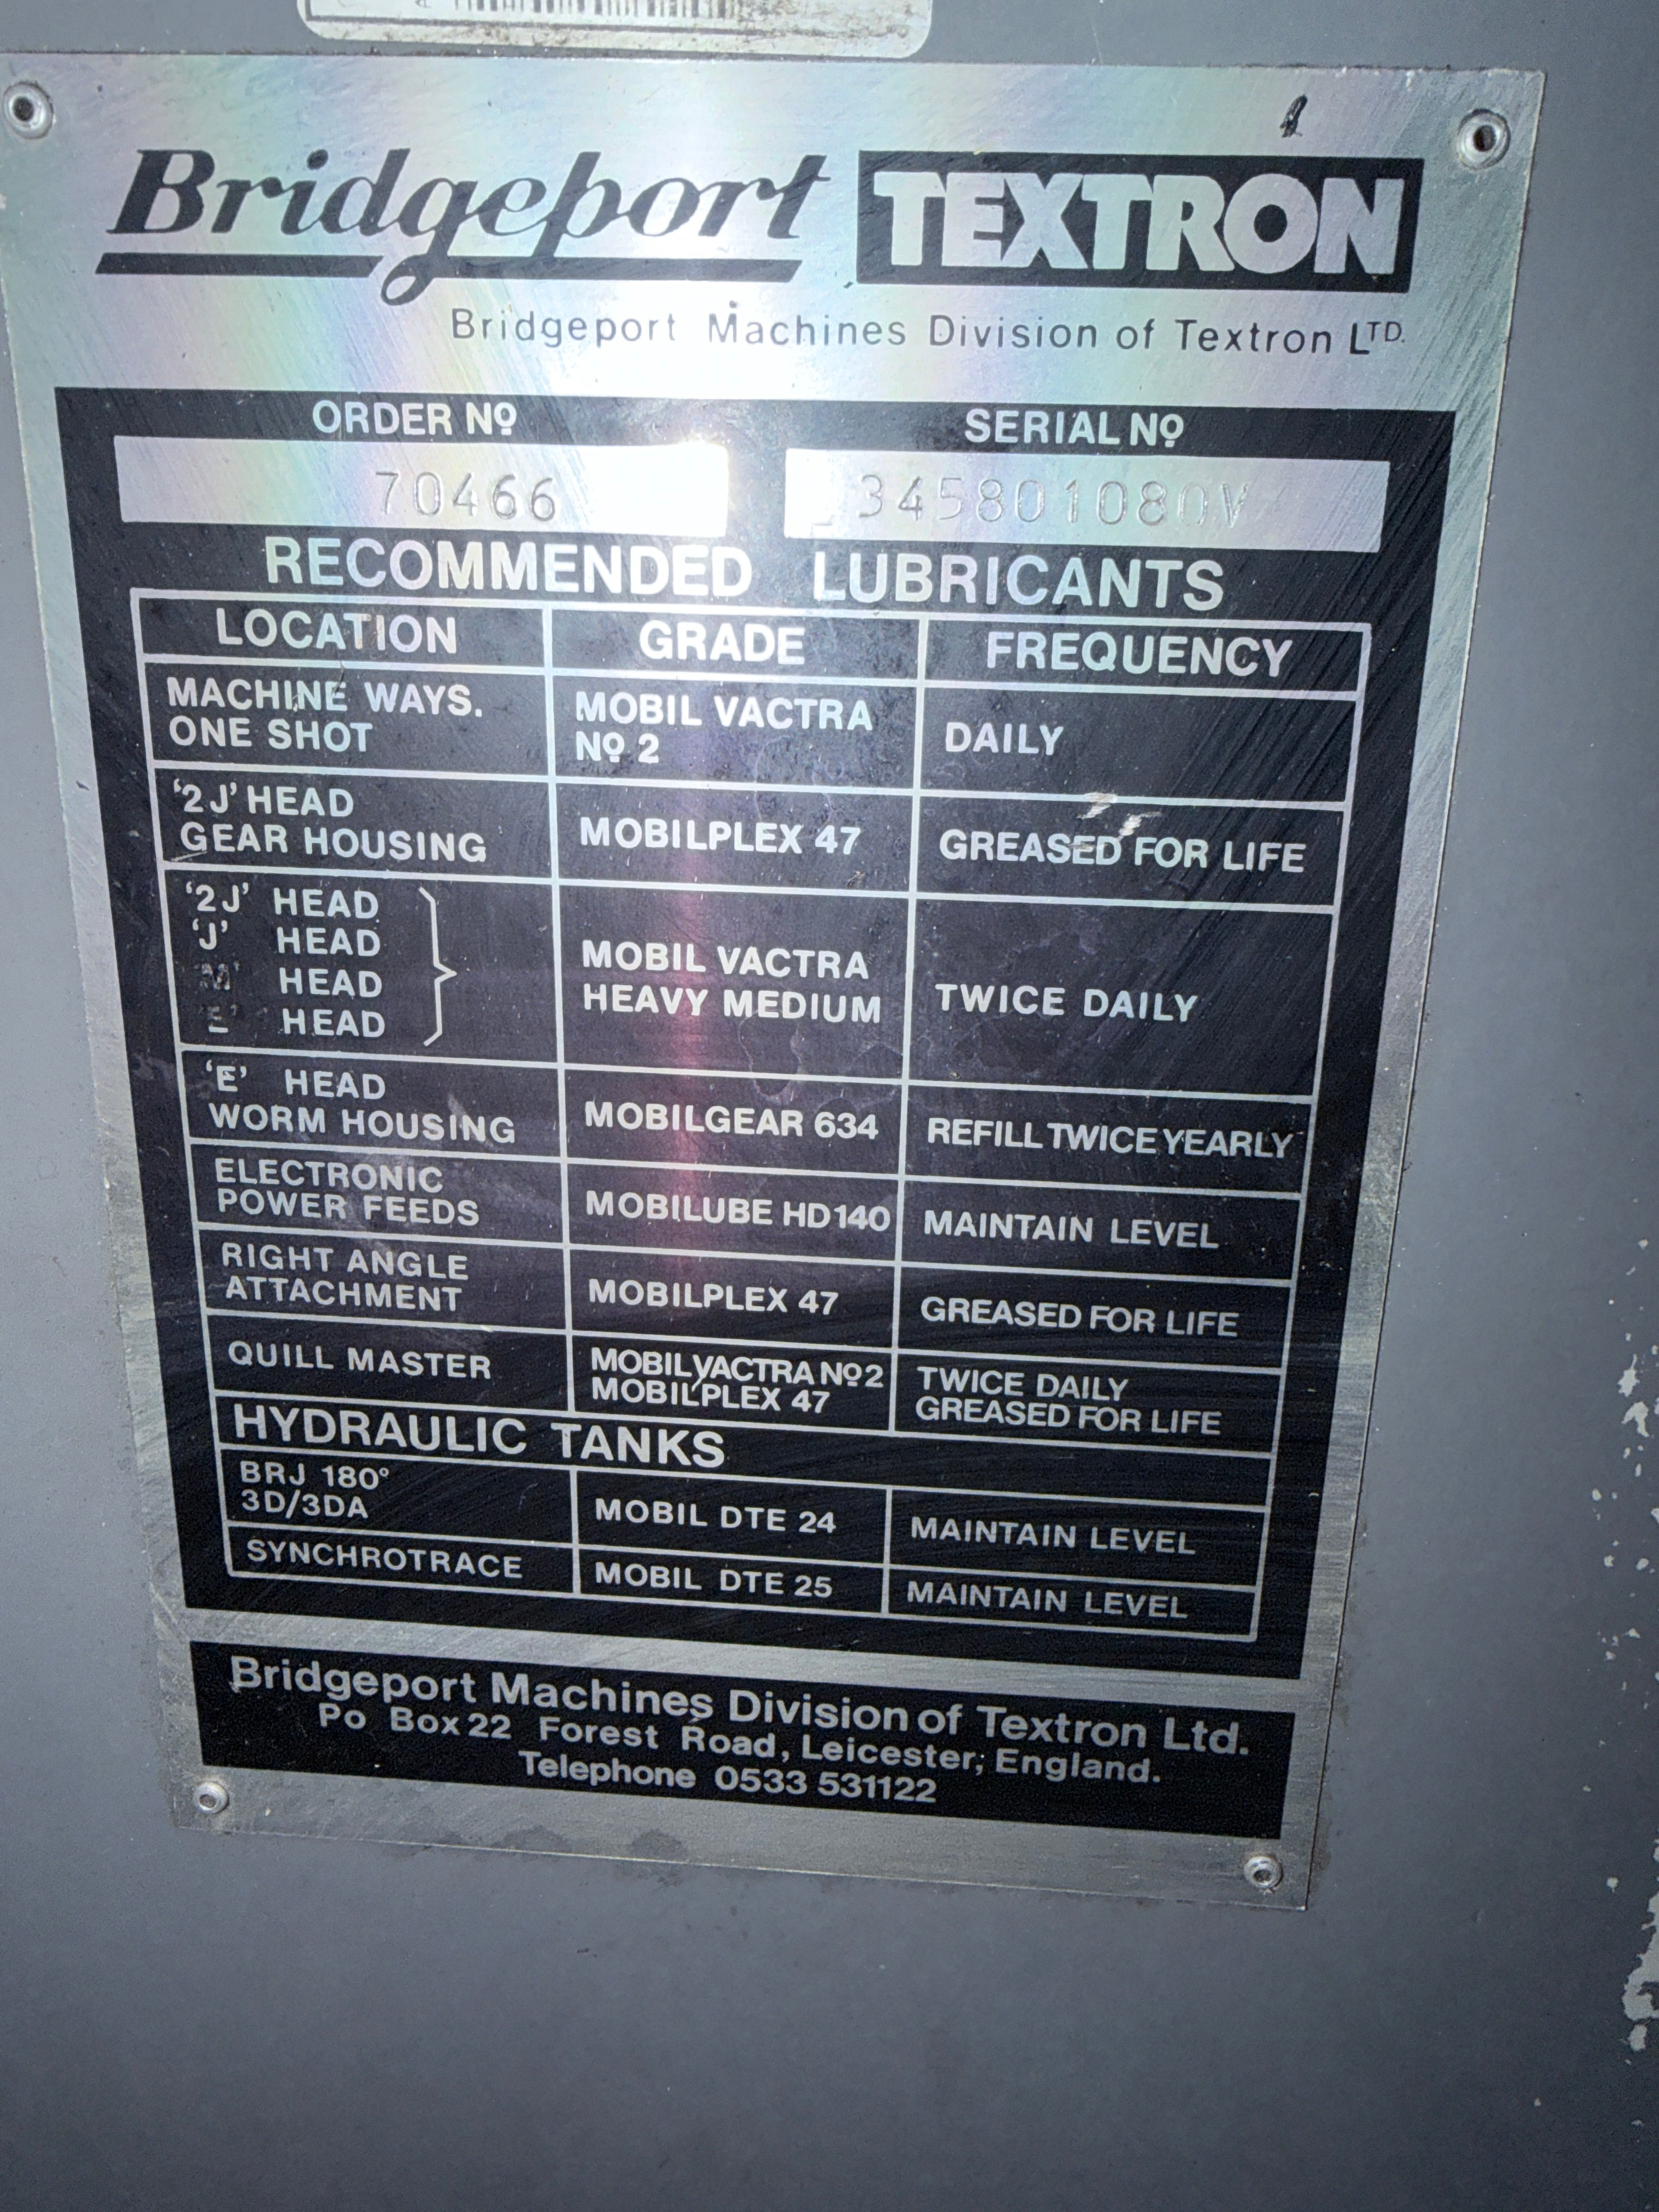 Bridgeport TEXTRON
Bridgeport Machines Division of Textron LTD.
ORDER Nº SERIAL Nº
70466 345801080V
RECOMMENDED LUBRICANTS
LOCATION GRADE FREQUENCY
MACHINE WAYS. ONE SHOT MOBIL VACTRA Nº 2 DAILY
'2J' HEAD GEAR HOUSING MOBILPLEX 47 GREASED FOR LIFE
'2J' HEAD
'J' HEAD
'M' HEAD
'E' HEAD
MOBIL VACTRA HEAVY MEDIUM TWICE DAILY
'E' HEAD WORM HOUSING MOBILGEAR 634 REFILL TWICE YEARLY
ELECTRONIC POWER FEEDS MOBILUBE HD140 MAINTAIN LEVEL
RIGHT ANGLE ATTACHMENT MOBILPLEX 47 GREASED FOR LIFE
QUILL MASTER MOBIL VACTRA Nº 2 TWICE DAILY
MOBILPLEX 47 GREASED FOR LIFE
HYDRAULIC TANKS
BRJ 180° 3D/3DA MOBIL DTE 24 MAINTAIN LEVEL
SYNCHROTRACE MOBIL DTE 25 MAINTAIN LEVEL
Bridgeport Machines Division of Textron Ltd.
Po Box 22 Forest Road, Leicester; England.
Telephone 0533 531122